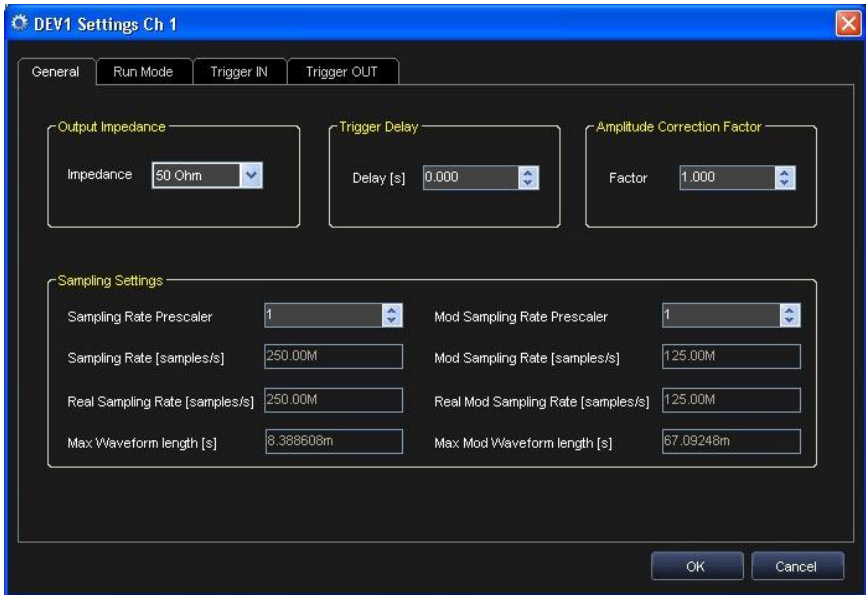 DEV1 Settings Ch 1
General Run Mode Trigger IN Trigger OUT
Output Impedance
Impedance 50 Ohm
Trigger Delay
Delay [s] 0.000
Amplitude Correction Factor
Factor 1.000
Sampling Settings
Sampling Rate Prescaler 1 Mod Sampling Rate Prescaler 1
Sampling Rate [samples/s] 250.00M Mod Sampling Rate [samples/s] 125.00M
Real Sampling Rate [samples/s] 250.00M Real Mod Sampling Rate [samples/s] 125.00M
Max Waveform length [s] 8.388608m Max Mod Waveform length [s] 67.09248m
OK Cancel